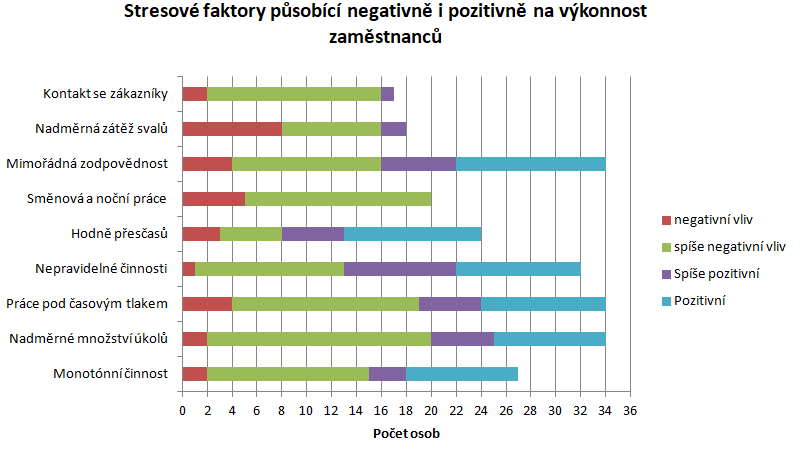 Stresové faktory působící negativně i pozitivně na výkonnost
zaměstnanců
Kontakt se zákazníky
Nadměrná zátěž svalů
Mimořádná zodpovědnost
Směnová a noční práce
Hodně přesčasů
Nepravidelné činnosti
Práce pod časovým tlakem
Nadměrné množství úkolů
Monotónní činnost
0 2 4 6 8 10 12 14 16 18 20 22 24 26 28 30 32 34 36
Počet osob
negativní vliv
spíše negativní vliv
Spíše pozitivní
Pozitivní